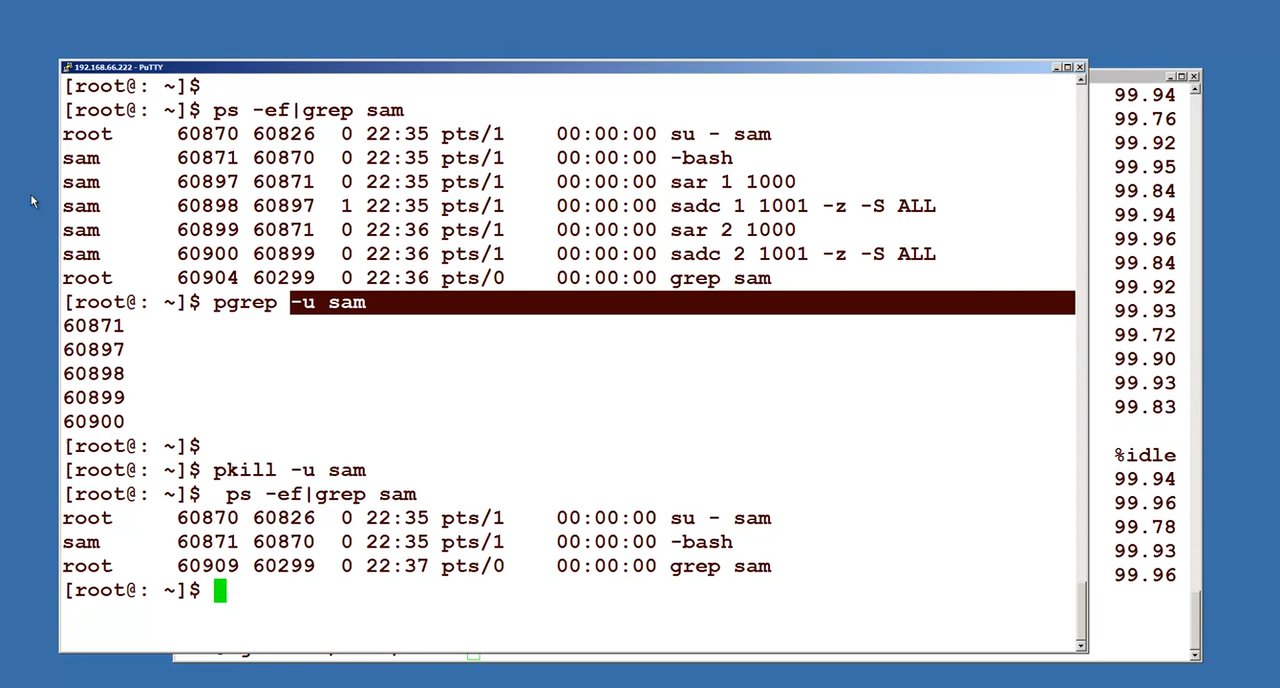 192.168.66.222 - PuTTY
[root@: ~]$
[root@: ~]$ ps -ef|grep sam
root 60870 60826 0 22:35 pts/1 00:00:00 su - sam
sam 60871 60870 0 22:35 pts/1 00:00:00 -bash
sam 60897 60871 0 22:35 pts/1 00:00:00 sar 1 1000
sam 60898 60897 1 22:35 pts/1 00:00:00 sadc 1 1001 -z -S ALL
sam 60899 60871 0 22:36 pts/1 00:00:00 sar 2 1000
sam 60900 60899 0 22:36 pts/1 00:00:00 sadc 2 1001 -z -S ALL
root 60904 60299 0 22:36 pts/0 00:00:00 grep sam
[root@: ~]$ pgrep -u sam
60871
60897
60898
60899
60900
[root@: ~]$
[root@: ~]$ pkill -u sam
[root@: ~]$  ps -ef|grep sam
root 60870 60826 0 22:35 pts/1 00:00:00 su - sam
sam 60871 60870 0 22:35 pts/1 00:00:00 -bash
root 60909 60299 0 22:37 pts/0 00:00:00 grep sam
[root@: ~]$
99.94
99.76
99.92
99.95
99.84
99.94
99.96
99.84
99.92
99.93
99.72
99.90
99.93
99.83
%idle
99.94
99.96
99.78
99.93
99.96